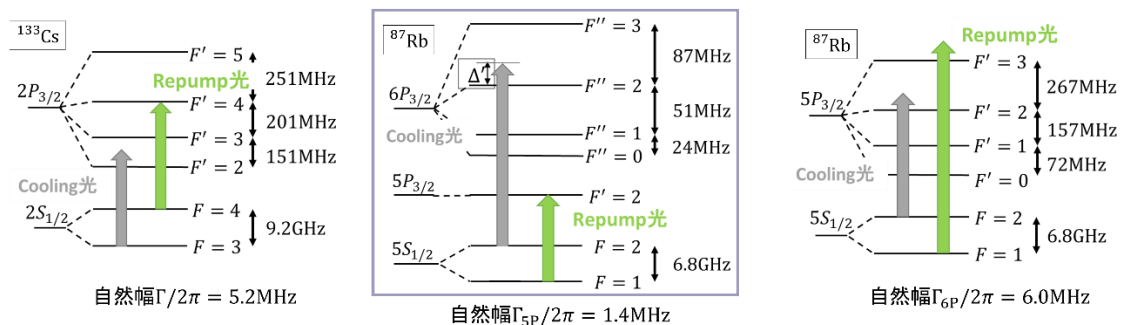 ¹³³Cs
F′ = 5
251MHz
Repump光
2P₃/₂
F′ = 4
201MHz
F′ = 3
151MHz
F′ = 2
Cooling光
2S₁/₂
F = 4
9.2GHz
F = 3
自然幅Γ/2π = 5.2MHz
⁸⁷Rb
F′′ = 3
87MHz
Δ
F′′ = 2
6P₃/₂
51MHz
Cooling光
F′′ = 1
24MHz
F′′ = 0
5P₃/₂
F′ = 2
Repump光
5S₁/₂
F = 2
6.8GHz
F = 1
自然幅Γ₅P/2π = 1.4MHz
⁸⁷Rb
Repump光
F′ = 3
267MHz
5P₃/₂
F′ = 2
157MHz
F′ = 1
Cooling光
72MHz
F′ = 0
5S₁/₂
F = 2
6.8GHz
F = 1
自然幅Γ₆P/2π = 6.0MHz